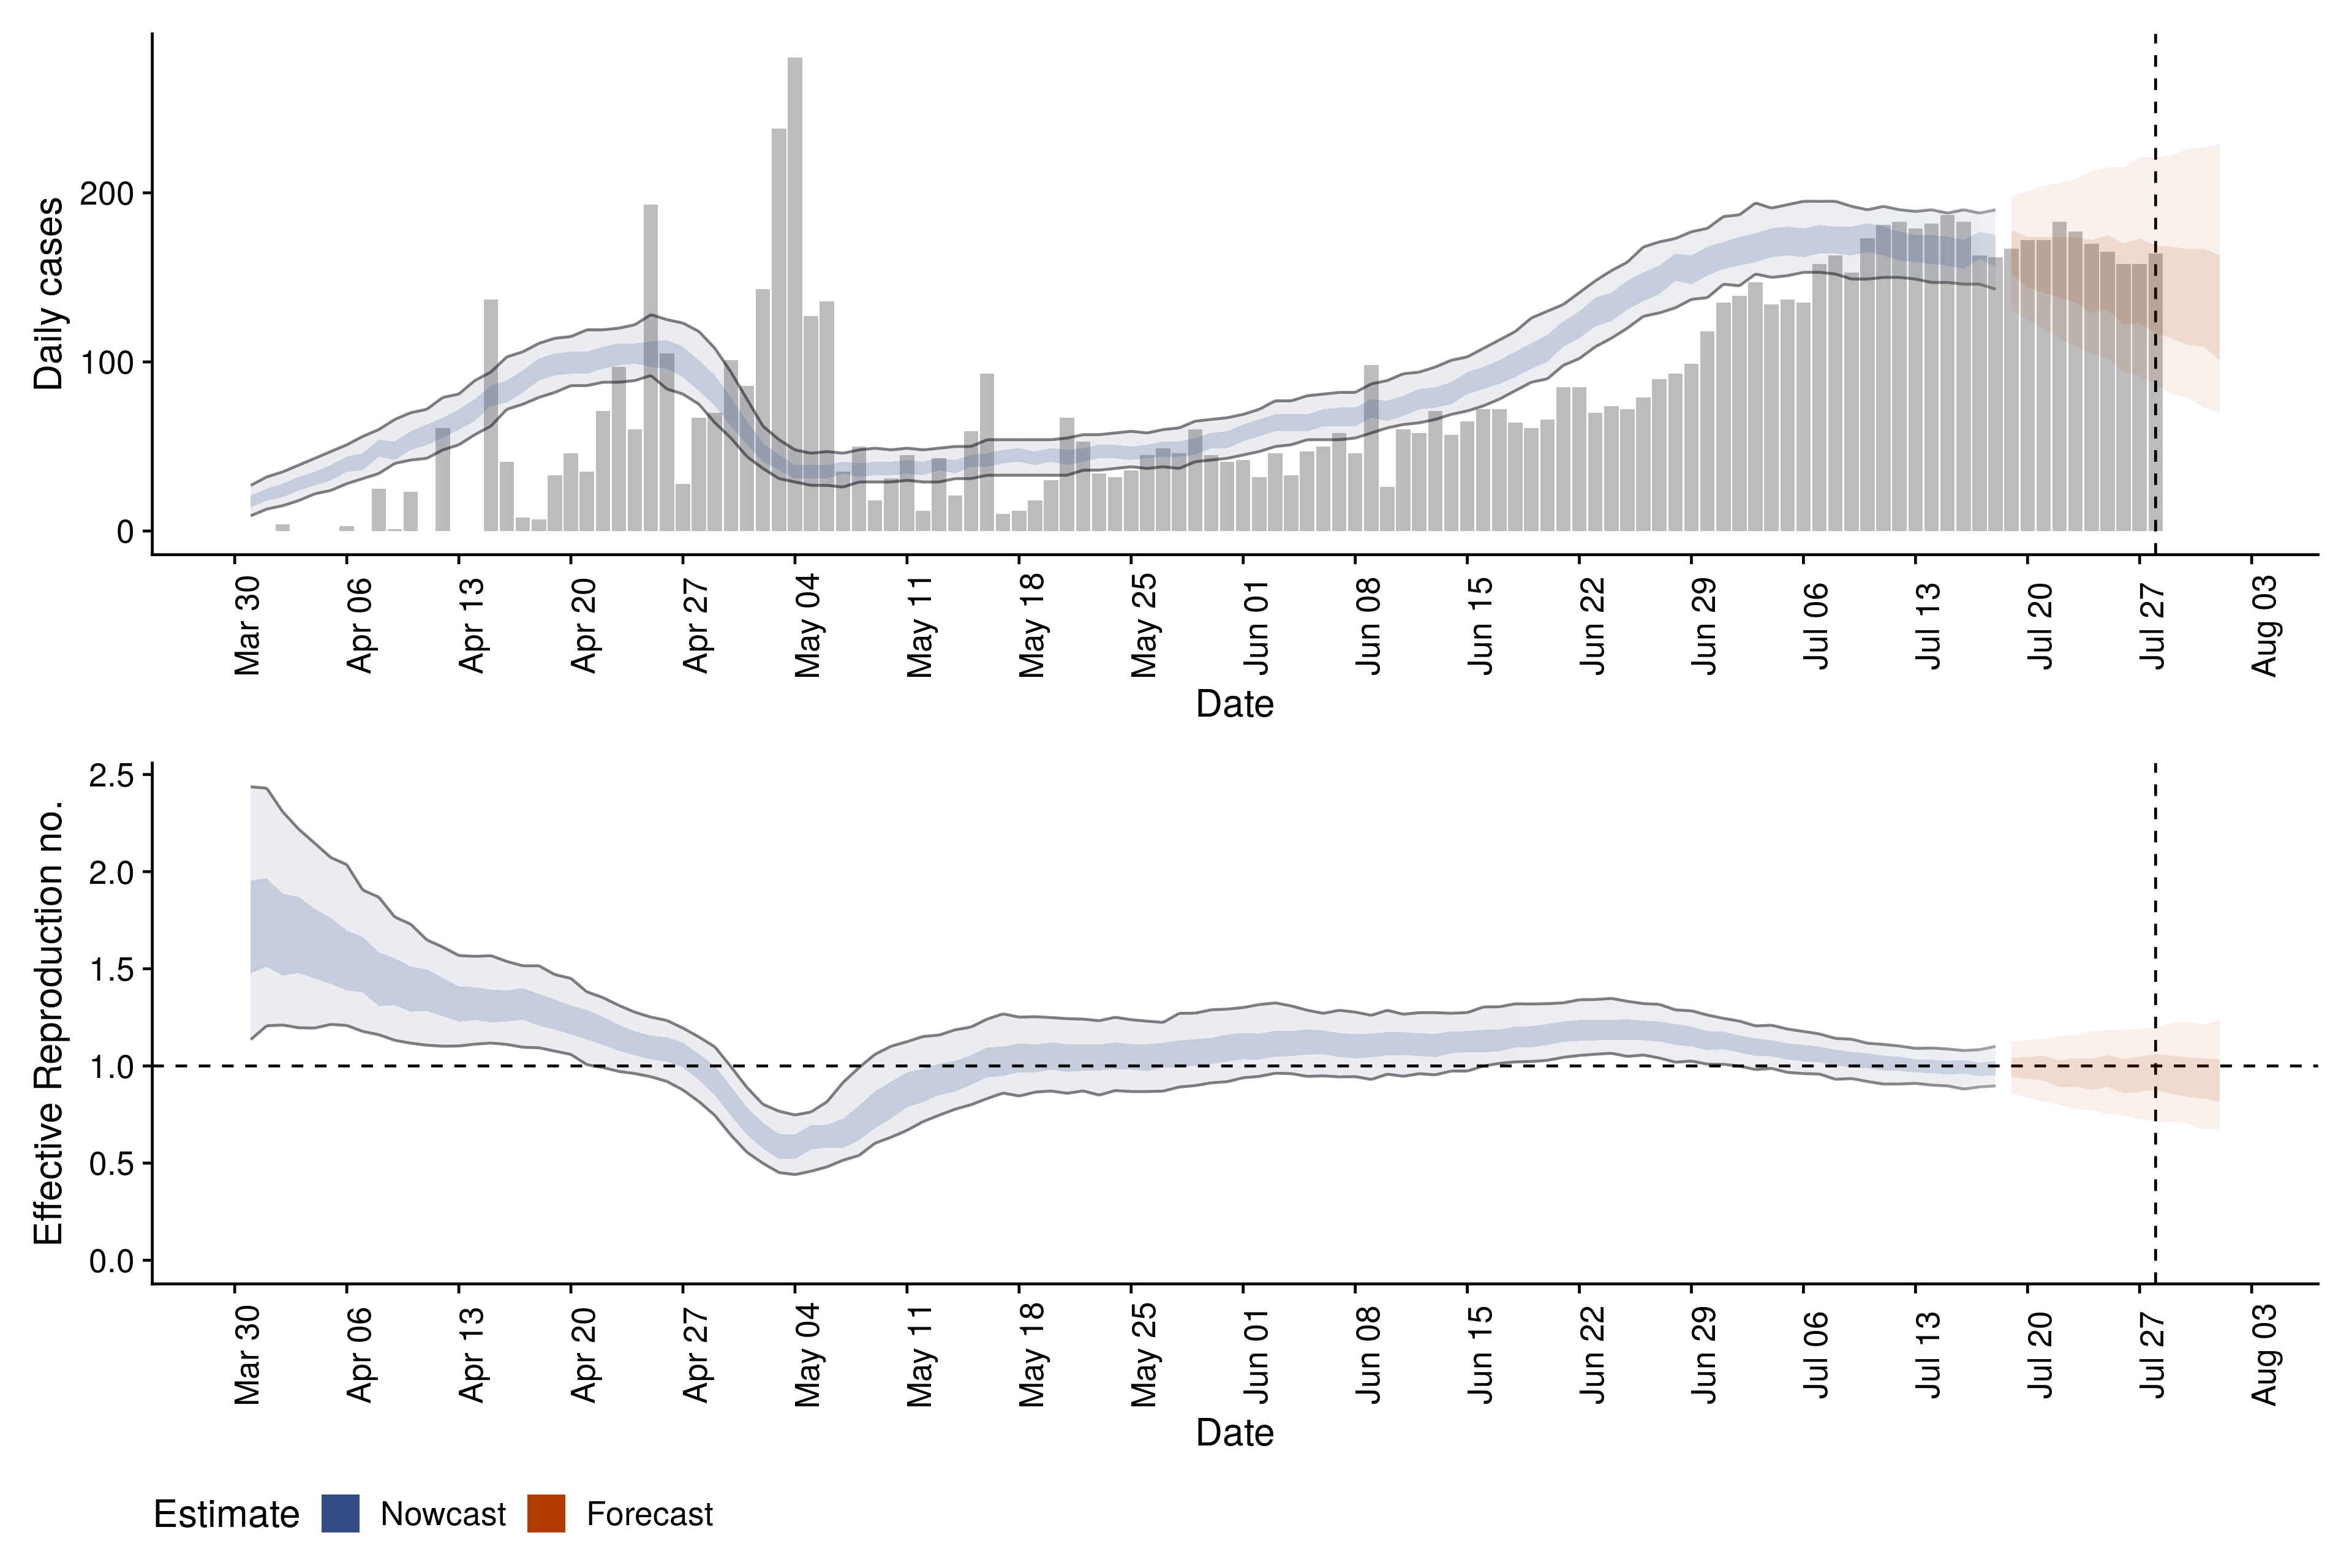 Daily cases
200
100
0
Mar 30
Apr 06
Apr 13
Apr 20
Apr 27
May 04
May 11
May 18
May 25
Jun 01
Jun 08
Jun 15
Jun 22
Jun 29
Jul 06
Jul 13
Jul 20
Jul 27
Aug 03
Date
Effective Reproduction no.
2.5
2.0
1.5
1.0
0.5
0.0
Mar 30
Apr 06
Apr 13
Apr 20
Apr 27
May 04
May 11
May 18
May 25
Jun 01
Jun 08
Jun 15
Jun 22
Jun 29
Jul 06
Jul 13
Jul 20
Jul 27
Aug 03
Date
Estimate Nowcast Forecast